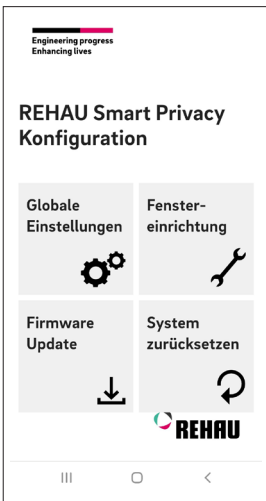 Engineering progress
Enhancing lives
REHAU Smart Privacy
Konfiguration
Globale
Einstellungen
Fenster-
einrichtung
Firmware
Update
System
zurücksetzen
REHAU